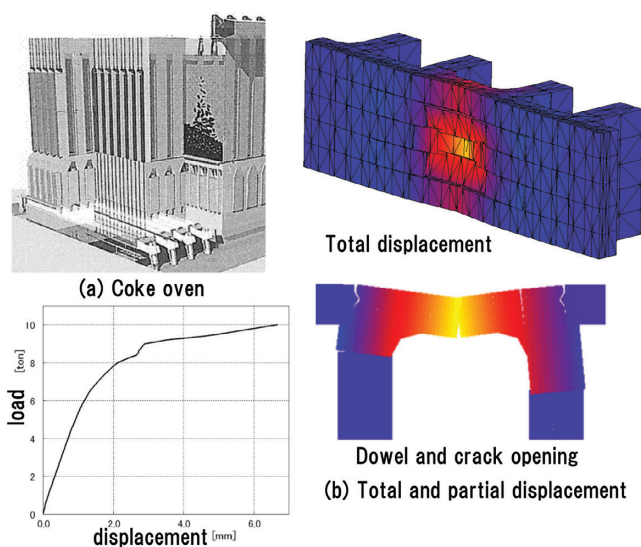 Total displacement
(a) Coke oven
10
8
6
4
2
0
load [ton]
0.0 2.0 4.0 6.0
displacement [mm]
Dowel and crack opening
(b) Total and partial displacement